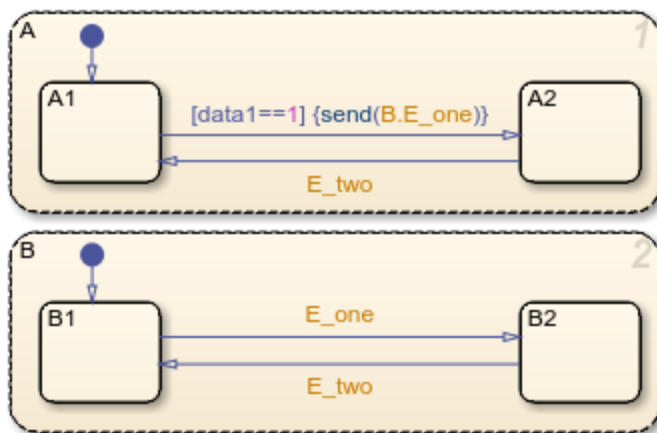 A
1
A1
[data1==1] {send(B.E_one)}
A2
E_two
B
2
B1
E_one
B2
E_two